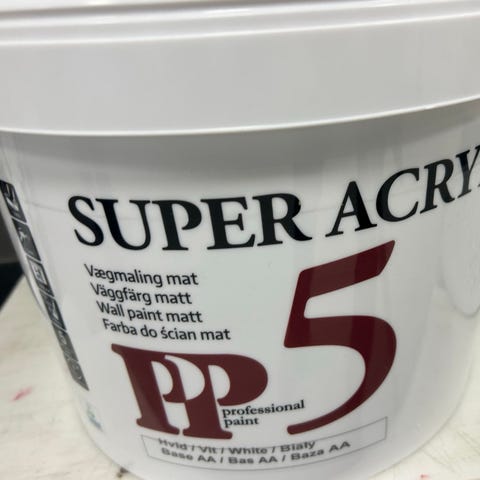 SUPER ACRY
Vægmaling mat
Väggfärg matt
Wall paint matt
Farba do ścian mat
PP 5
professional
paint
Hvid / Vit / White / Biały
Base AA / Bas AA / Baza AA